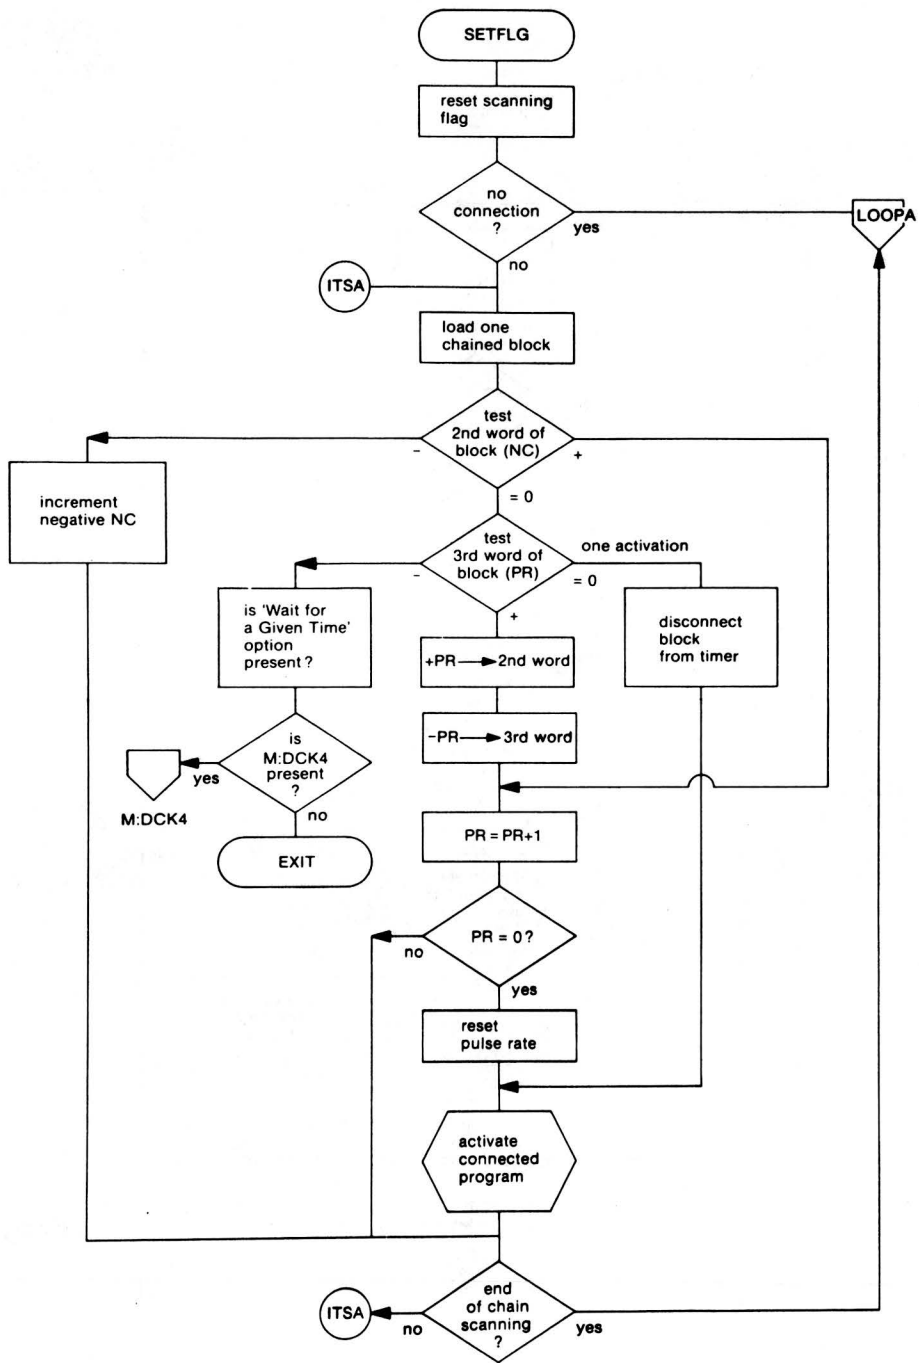 SETFLG
reset scanning
flag
no
connection
?
yes
LOOPA
no
ITSA
load one
chained block
test
2nd word of
block (NC)
–
+
= 0
increment
negative NC
test
3rd word of
block (PR)
–
one activation
= 0
+
is 'Wait for
a Given Time'
option
present ?
+PR → 2nd word
disconnect
block
from timer
–PR → 3rd word
is
M:DCK4
present
?
yes
no
M:DCK4
EXIT
PR = PR+1
PR = 0 ?
no
yes
reset
pulse rate
activate
connected
program
end
of chain
scanning
?
ITSA
no
yes